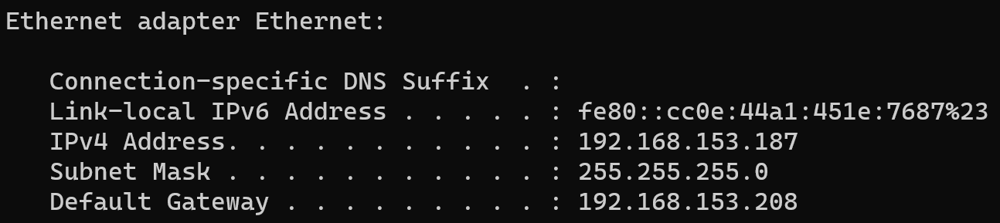 Ethernet adapter Ethernet:
Connection-specific DNS Suffix  . :
Link-local IPv6 Address . . . . . : fe80::cc0e:44a1:451e:7687%23
IPv4 Address. . . . . . . . . . . : 192.168.153.187
Subnet Mask . . . . . . . . . . . : 255.255.255.0
Default Gateway . . . . . . . . . : 192.168.153.208